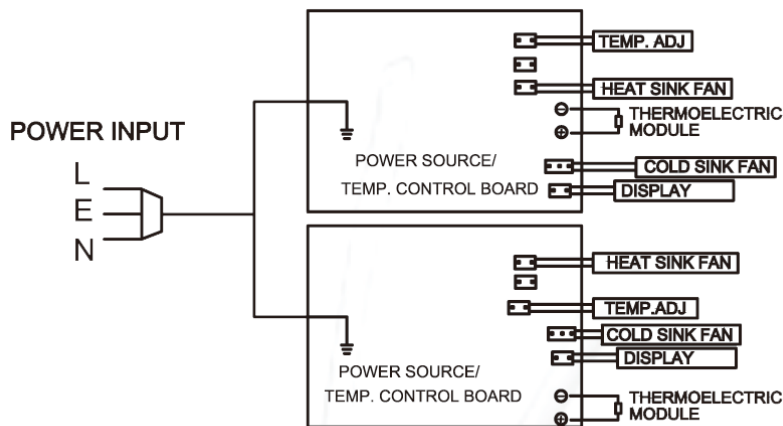 POWER INPUT
L
E
N
TEMP. ADJ
HEAT SINK FAN
THERMOELECTRIC
MODULE
POWER SOURCE/
TEMP. CONTROL BOARD
COLD SINK FAN
DISPLAY
HEAT SINK FAN
TEMP.ADJ
COLD SINK FAN
DISPLAY
POWER SOURCE/
TEMP. CONTROL BOARD
THERMOELECTRIC
MODULE